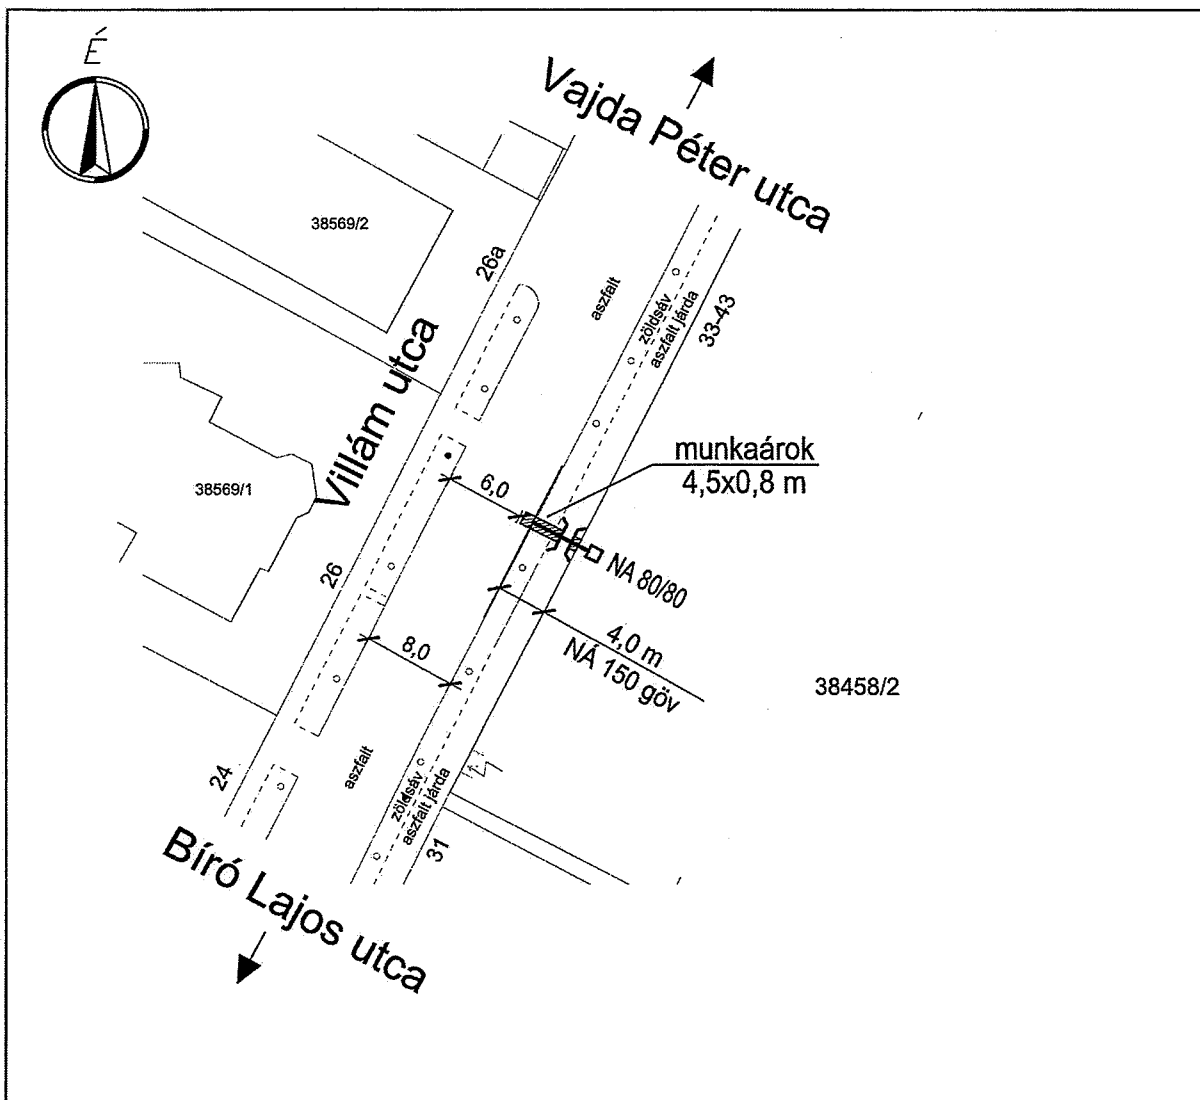 É
Vajda Péter utca
38569/2
26a
aszfalt
zöldsáv
aszfalt járda
33-43
Villám utca
munkaárok
4,5x0,8 m
38569/1
6,0
NA 80/80
26
8,0
4,0 m
NÁ 150 göv
38458/2
24
aszfalt
zöldsáv
aszfalt járda
31
Bíró Lajos utca